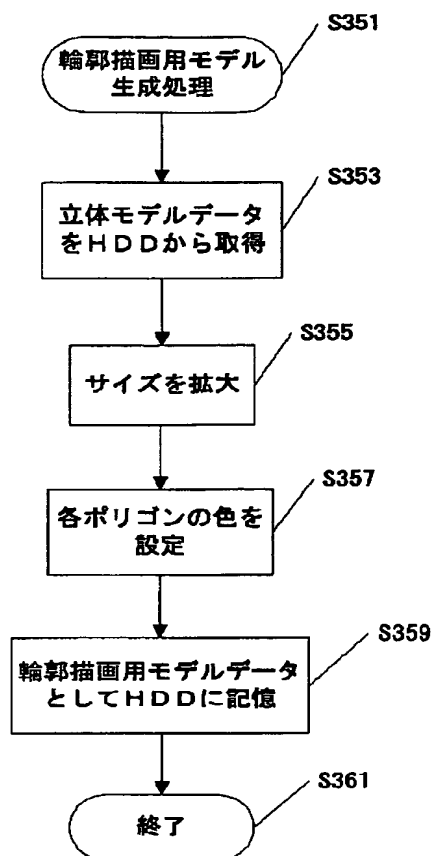 S351
輪郭描画用モデル
生成処理
S353
立体モデルデータ
をHDDから取得
S355
サイズを拡大
S357
各ポリゴンの色を
設定
S359
輪郭描画用モデルデータ
としてHDDに記憶
S361
終了